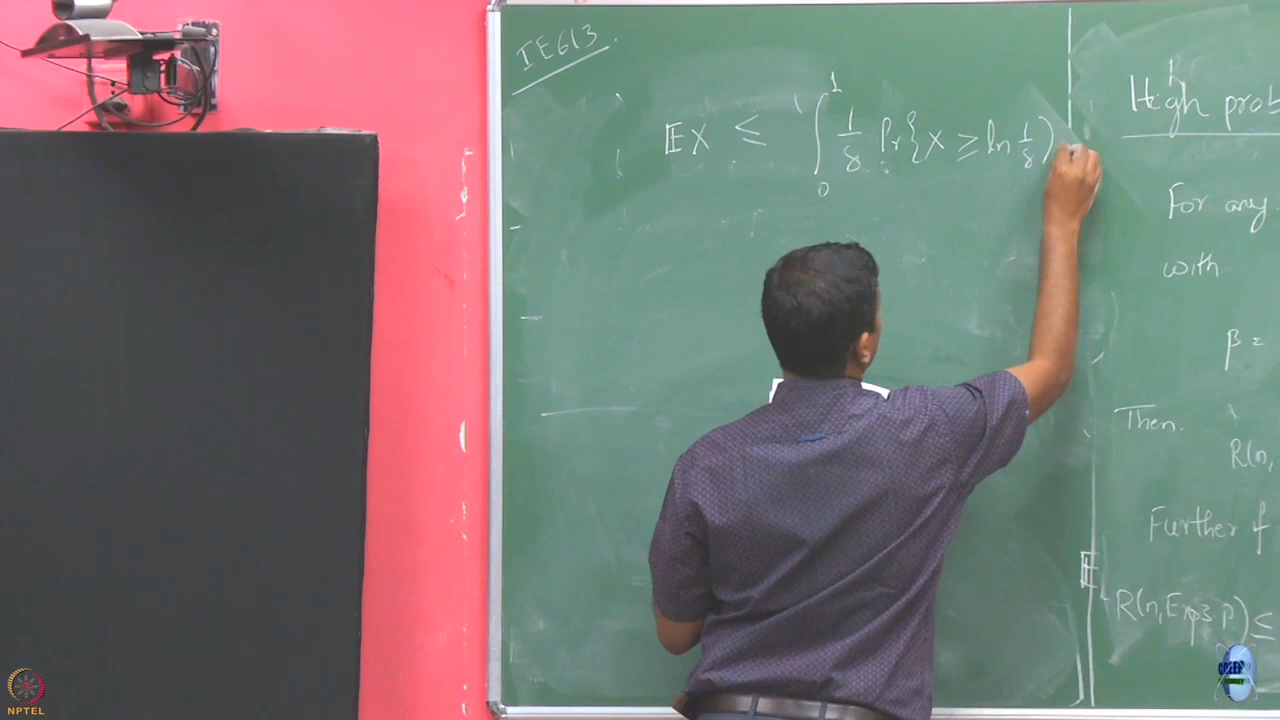 IE613.
EX ≤ ∫₀¹ 1/δ Pr{X ≥ ln 1/δ)
High prob
For any
with
β =
Then.
R(n,
Further if
R(n, Exp3.P) ≤
NPTEL